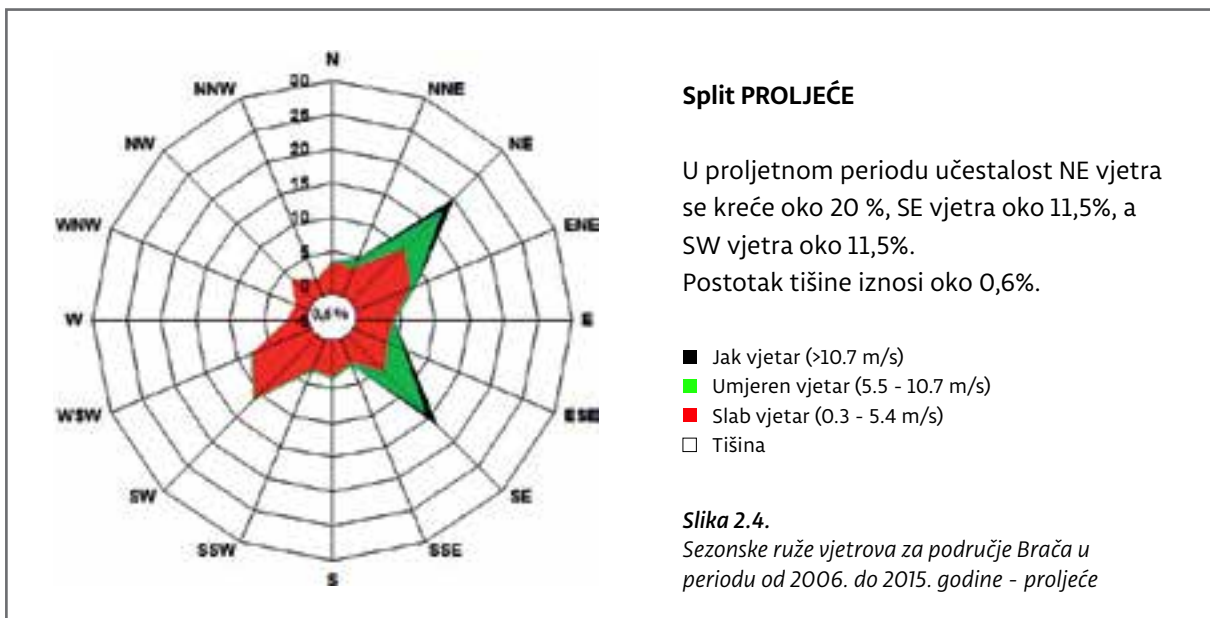 N
NNW
NNE
30
25
NW
NE
20
15
WNW
ENE
10
5
0
0,6 %
W
E
WSW
ESE
SW
SE
SSW
SSE
S
Split PROLJEĆE
U proljetnom periodu učestalost NE vjetra
se kreće oko 20 %, SE vjetra oko 11,5%, a
SW vjetra oko 11,5%.
Postotak tišine iznosi oko 0,6%.
Jak vjetar (>10.7 m/s)
Umjeren vjetar (5.5 - 10.7 m/s)
Slab vjetar (0.3 - 5.4 m/s)
Tišina
Slika 2.4.
Sezonske ruže vjetrova za područje Brača u
periodu od 2006. do 2015. godine - proljeće